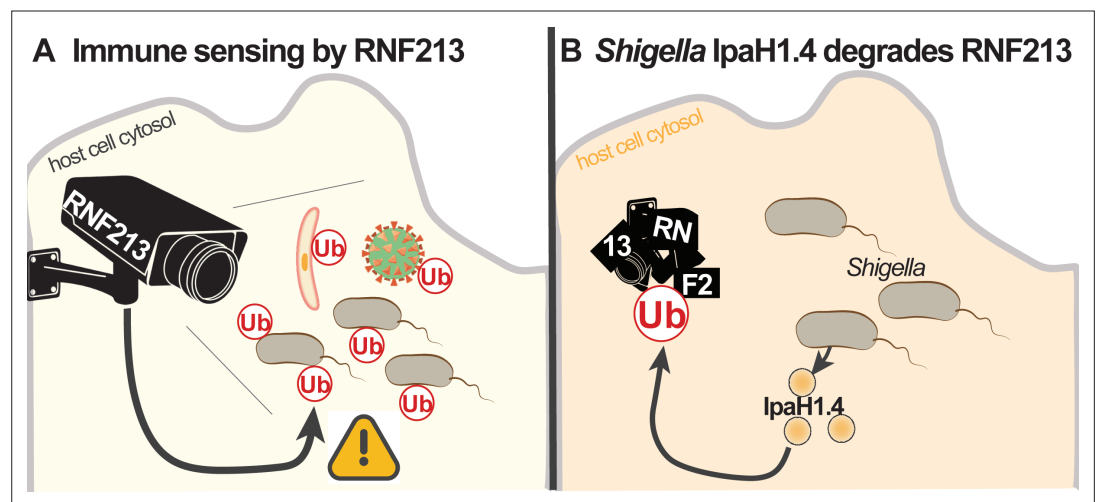 A Immune sensing by RNF213
host cell cytosol
RNF213
Ub
Ub
Ub
Ub
Ub
Ub
!
B Shigella IpaH1.4 degrades RNF213
host cell cytosol
RN
13
F2
Ub
Shigella
IpaH1.4